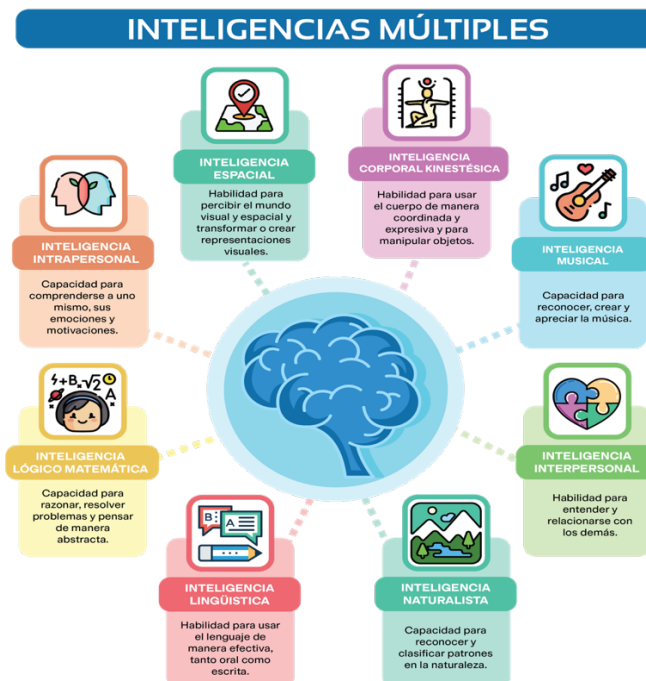 INTELIGENCIAS MÚLTIPLES
INTELIGENCIA
ESPACIAL
Habilidad para
percibir el mundo
visual y espacial y
transformar o crear
representaciones
visuales.
INTELIGENCIA
CORPORAL KINESTÉSICA
Habilidad para usar
el cuerpo de manera
coordinada y
expresiva y para
manipular objetos.
INTELIGENCIA
INTRAPERSONAL
Capacidad para
comprenderse a uno
mismo, sus
emociones y
motivaciones.
INTELIGENCIA
MUSICAL
Capacidad para
reconocer, crear y
apreciar la música.
+B √2
A
INTELIGENCIA
LÓGICO MATEMÁTICA
Capacidad para
razonar, resolver
problemas y pensar
de manera
abstracta.
INTELIGENCIA
INTERPERSONAL
Habilidad para
entender y
relacionarse con
los demás.
B:
A
INTELIGENCIA
LINGÜISTICA
Habilidad para usar
el lenguaje de
manera efectiva,
tanto oral como
escrita.
INTELIGENCIA
NATURALISTA
Capacidad para
reconocer y
clasificar patrones
en la naturaleza.